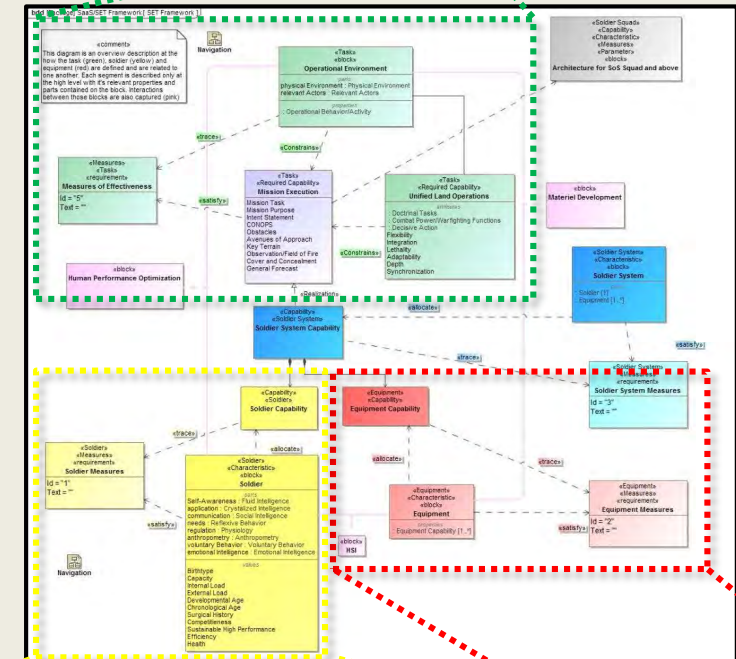 bdd [Package] SaaS/SET Framework [ SET Framework ]
«comment»
This diagram is an overview description at the
how the task (green), soldier (yellow) and
equipment (red) are defined and are related to
one another. Each segment is described only at
the high level with it's relevant properties and
parts contained on the block. Interactions
between those blocks are also captured (pink)
Navigation
«Task»
«block»
Operational Environment
parts
physical Environment : Physical Environment
relevant Actors : Relevant Actors
properties
: Operational Behavior/Activity
«Soldier Squad»
«Capability»
«Characteristic»
«Measures»
«Parameter»
«block»
Architecture for SoS Squad and above
«trace»
«Constrains»
«Measures»
«Task»
«requirement»
Measures of Effectiveness
Id = "5"
Text = ""
«satisfy»
«Task»
«Required Capability»
Mission Execution
Mission Task
Mission Purpose
Intent Statement
CONOPS
Obstacles
Avenues of Approach
Key Terrain
Observation/Field of Fire
Cover and Concealment
General Forecast
«Constrains»
«Task»
«Required Capability»
Unified Land Operations
attributes
: Doctrinal Tasks
: Combat Power/Warfighting Functions
: Decisive Action
Flexibility
Integration
Lethality
Adaptability
Depth
Synchronization
«block»
Materiel Development
«block»
Human Performance Optimization
«Realization»
«Soldier System»
«Characteristic»
«block»
Soldier System
parts
: Soldier [1]
: Equipment [1..*]
«Capability»
«Soldier System»
Soldier System Capability
«allocate»
«satisfy»
«trace»
«Soldier System»
«Measures»
«requirement»
Soldier System Measures
Id = "3"
Text = ""
«Capability»
«Soldier»
Soldier Capability
«Equipment»
«Capability»
Equipment Capability
«trace»
«allocate»
«Soldier»
«Measures»
«requirement»
Soldier Measures
Id = "1"
Text = ""
«satisfy»
«Soldier»
«Characteristic»
«block»
Soldier
parts
Self-Awareness : Fluid Intelligence
application : Crystalized Intelligence
communication : Social Intelligence
needs : Reflexive Behavior
regulation : Physiology
anthropometry : Anthropometry
voluntary Behavior : Voluntary Behavior
emotional Intelligence : Emotional Intelligence
values
Birthtype
Capacity
Internal Load
External Load
Developmental Age
Chronological Age
Surgical History
Competiteness
Sustainable High Performance
Efficiency
Health
«allocate»
«trace»
«Equipment»
«Characteristic»
«block»
Equipment
properties
: Equipment Capability [1..*]
«satisfy»
«Equipment»
«Measures»
«requirement»
Equipment Measures
Id = "2"
Text = ""
«block»
HSI
Navigation